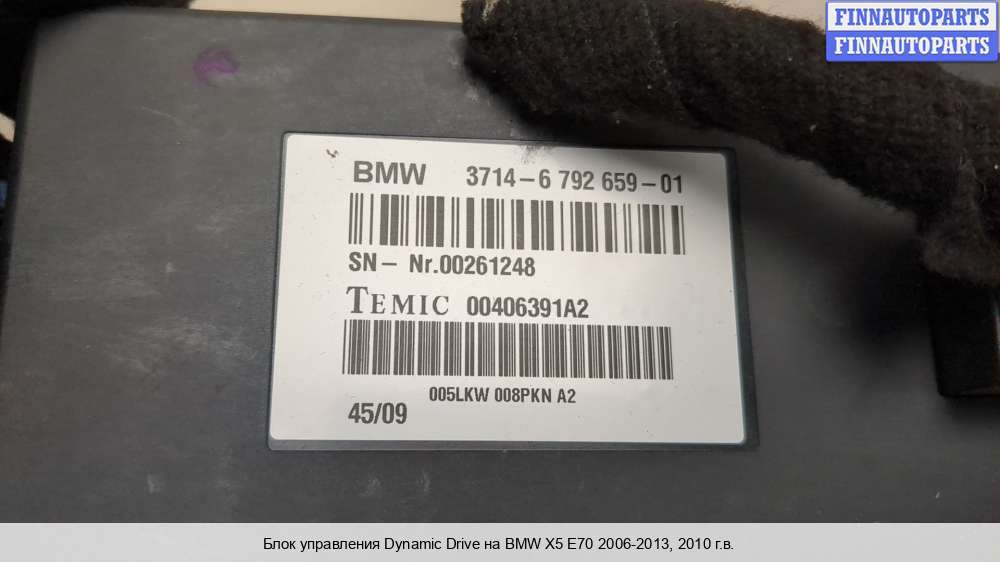 FINNAUTOPARTS
FINNAUTOPARTS
BMW 3714-6 792 659-01
SN- Nr.00261248
TEMIC 00406391A2
005LKW 008PKN A2
45/09
Блок управления Dynamic Drive на BMW X5 E70 2006-2013, 2010 г.в.